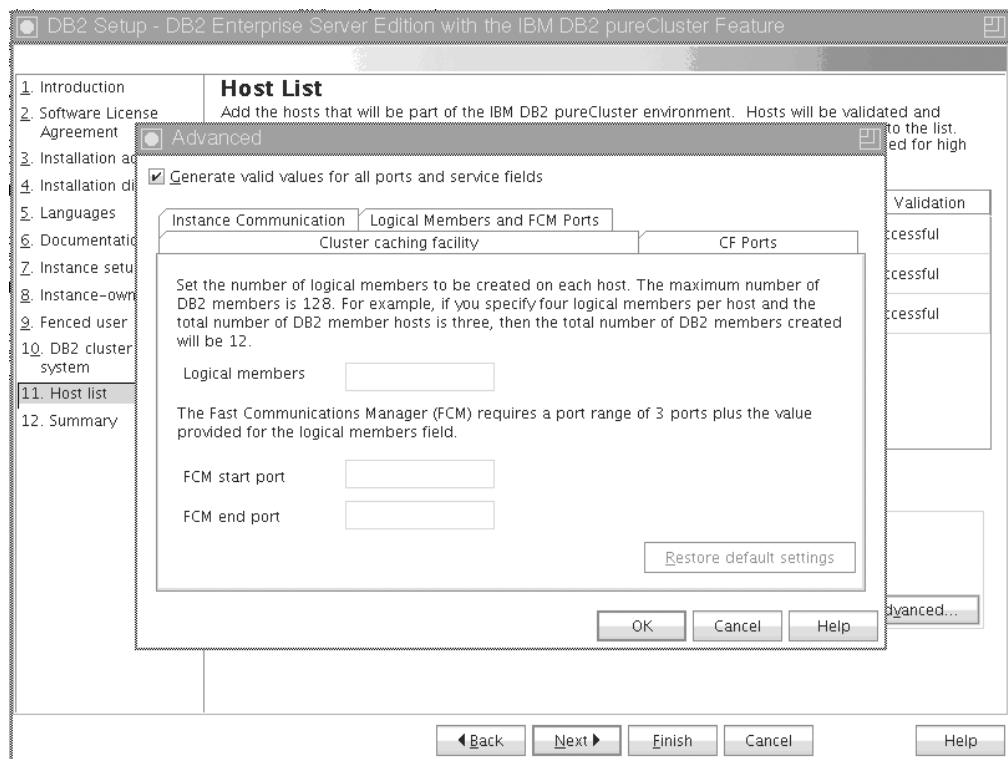 DB2 Setup - DB2 Enterprise Server Edition with the IBM DB2 pureCluster Feature
1. Introduction
2. Software License
Agreement
3. Installation ac
4. Installation di
5. Languages
6. Documentatic
7. Instance setu
8. Instance-own
9. Fenced user
10. DB2 cluster
system
11. Host list
12. Summary
Host List
Add the hosts that will be part of the IBM DB2 pureCluster environment. Hosts will be validated and
to the list.
ed for high
Validation
ccessful
ccessful
ccessful
Advanced
Generate valid values for all ports and service fields
Instance Communication
Logical Members and FCM Ports
Cluster caching facility
CF Ports
Set the number of logical members to be created on each host. The maximum number of
DB2 members is 128. For example, if you specify four logical members per host and the
total number of DB2 member hosts is three, then the total number of DB2 members created
will be 12.
Logical members
The Fast Communications Manager (FCM) requires a port range of 3 ports plus the value
provided for the logical members field.
FCM start port
FCM end port
Restore default settings
dvanced...
OK
Cancel
Help
Back
Next
Finish
Cancel
Help